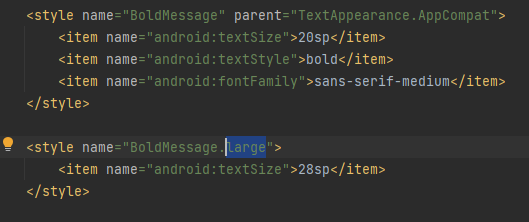 <style name="BoldMessage" parent="TextAppearance.AppCompat">
    <item name="android:textSize">20sp</item>
    <item name="android:textStyle">bold</item>
    <item name="android:fontFamily">sans-serif-medium</item>
</style>
<style name="BoldMessage.large">
    <item name="android:textSize">28sp</item>
</style>